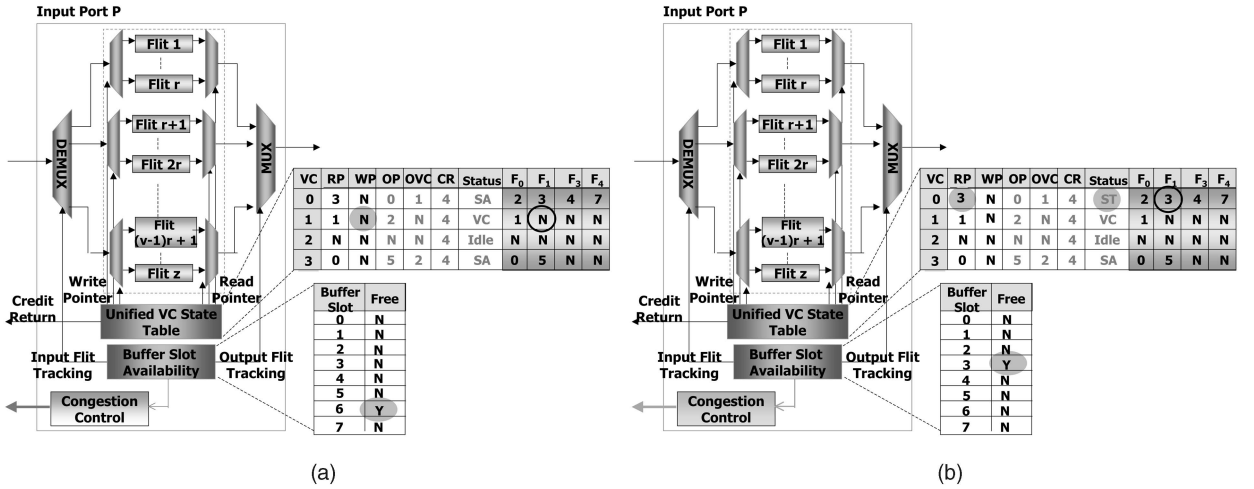 Input Port P
Flit 1
Flit r
Flit r+1
Flit 2r
Flit
(v-1)r + 1
Flit z
DEMUX
MUX
Write
Pointer
Read
Pointer
Credit
Return
Unified VC State
Table
Input Flit
Tracking
Buffer Slot
Availability
Output Flit
Tracking
Congestion
Control
VC RP WP OP OVC CR Status F0 F1 F3 F4
0 3 N 0 1 4 SA 2 3 4 7
1 1 N 2 N 4 VC 1 N N N
2 N N N N 4 Idle N N N N
3 0 N 5 2 4 SA 0 5 N N
Buffer
Slot Free
0 N
1 N
2 N
3 N
4 N
5 N
6 Y
7 N
(a)
Input Port P
Flit 1
Flit r
Flit r+1
Flit 2r
Flit
(v-1)r + 1
Flit z
DEMUX
MUX
Write
Pointer
Read
Pointer
Credit
Return
Unified VC State
Table
Input Flit
Tracking
Buffer Slot
Availability
Output Flit
Tracking
Congestion
Control
VC RP WP OP OVC CR Status F0 F1 F3 F4
0 3 N 0 1 4 ST 2 3 4 7
1 1 N 2 N 4 VC 1 N N N
2 N N N N 4 Idle N N N N
3 0 N 5 2 4 SA 0 5 N N
Buffer
Slot Free
0 N
1 N
2 N
3 Y
4 N
5 N
6 N
7 N
(b)